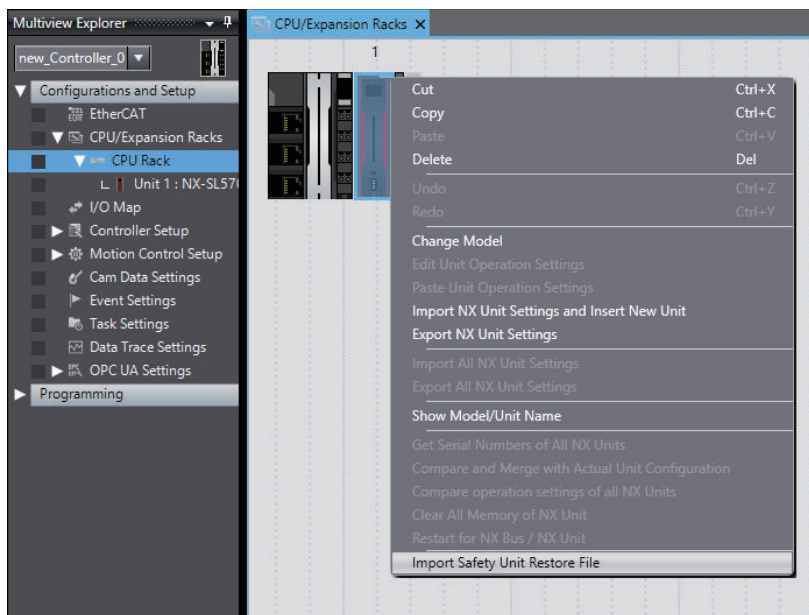 Multiview Explorer
new_Controller_0
Configurations and Setup
EtherCAT
CPU/Expansion Racks
CPU Rack
Unit 1 : NX-SL570
I/O Map
Controller Setup
Motion Control Setup
Cam Data Settings
Event Settings
Task Settings
Data Trace Settings
OPC UA Settings
Programming
CPU/Expansion Racks
1
Cut Ctrl+X
Copy Ctrl+C
Paste Ctrl+V
Delete Del
Undo Ctrl+Z
Redo Ctrl+Y
Change Model
Edit Unit Operation Settings
Paste Unit Operation Settings
Import NX Unit Settings and Insert New Unit
Export NX Unit Settings
Import All NX Unit Settings
Export All NX Unit Settings
Show Model/Unit Name
Get Serial Numbers of All NX Units
Compare and Merge with Actual Unit Configuration
Compare operation settings of all NX Units
Clear All Memory of NX Unit
Restart for NX Bus / NX Unit
Import Safety Unit Restore File